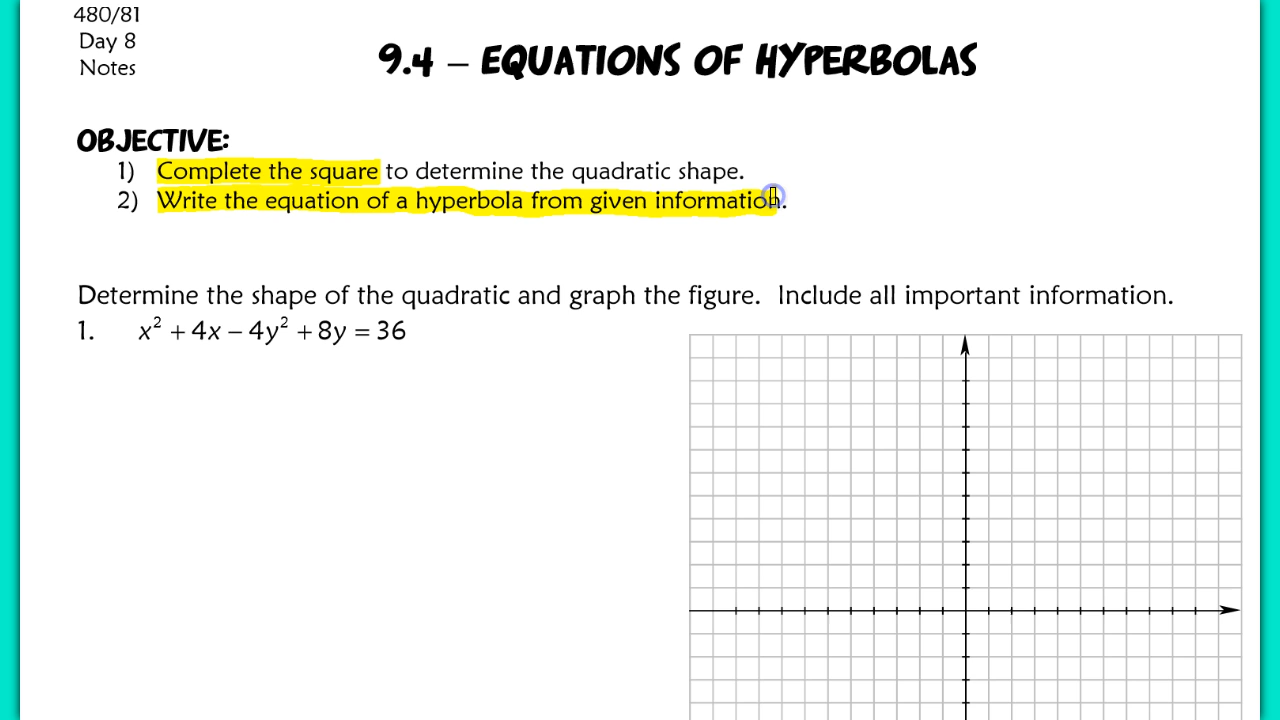 480/81
Day 8
Notes
9.4 – EQUATIONS OF HYPERBOLAS
OBJECTIVE:
1) Complete the square to determine the quadratic shape.
2) Write the equation of a hyperbola from given information.
Determine the shape of the quadratic and graph the figure. Include all important information.
1. x² + 4x – 4y² + 8y = 36